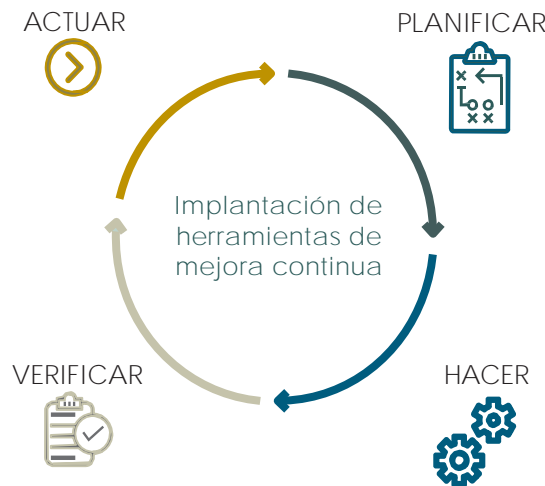 ACTUAR
PLANIFICAR
Implantación de
herramientas de
mejora continua
VERIFICAR
HACER